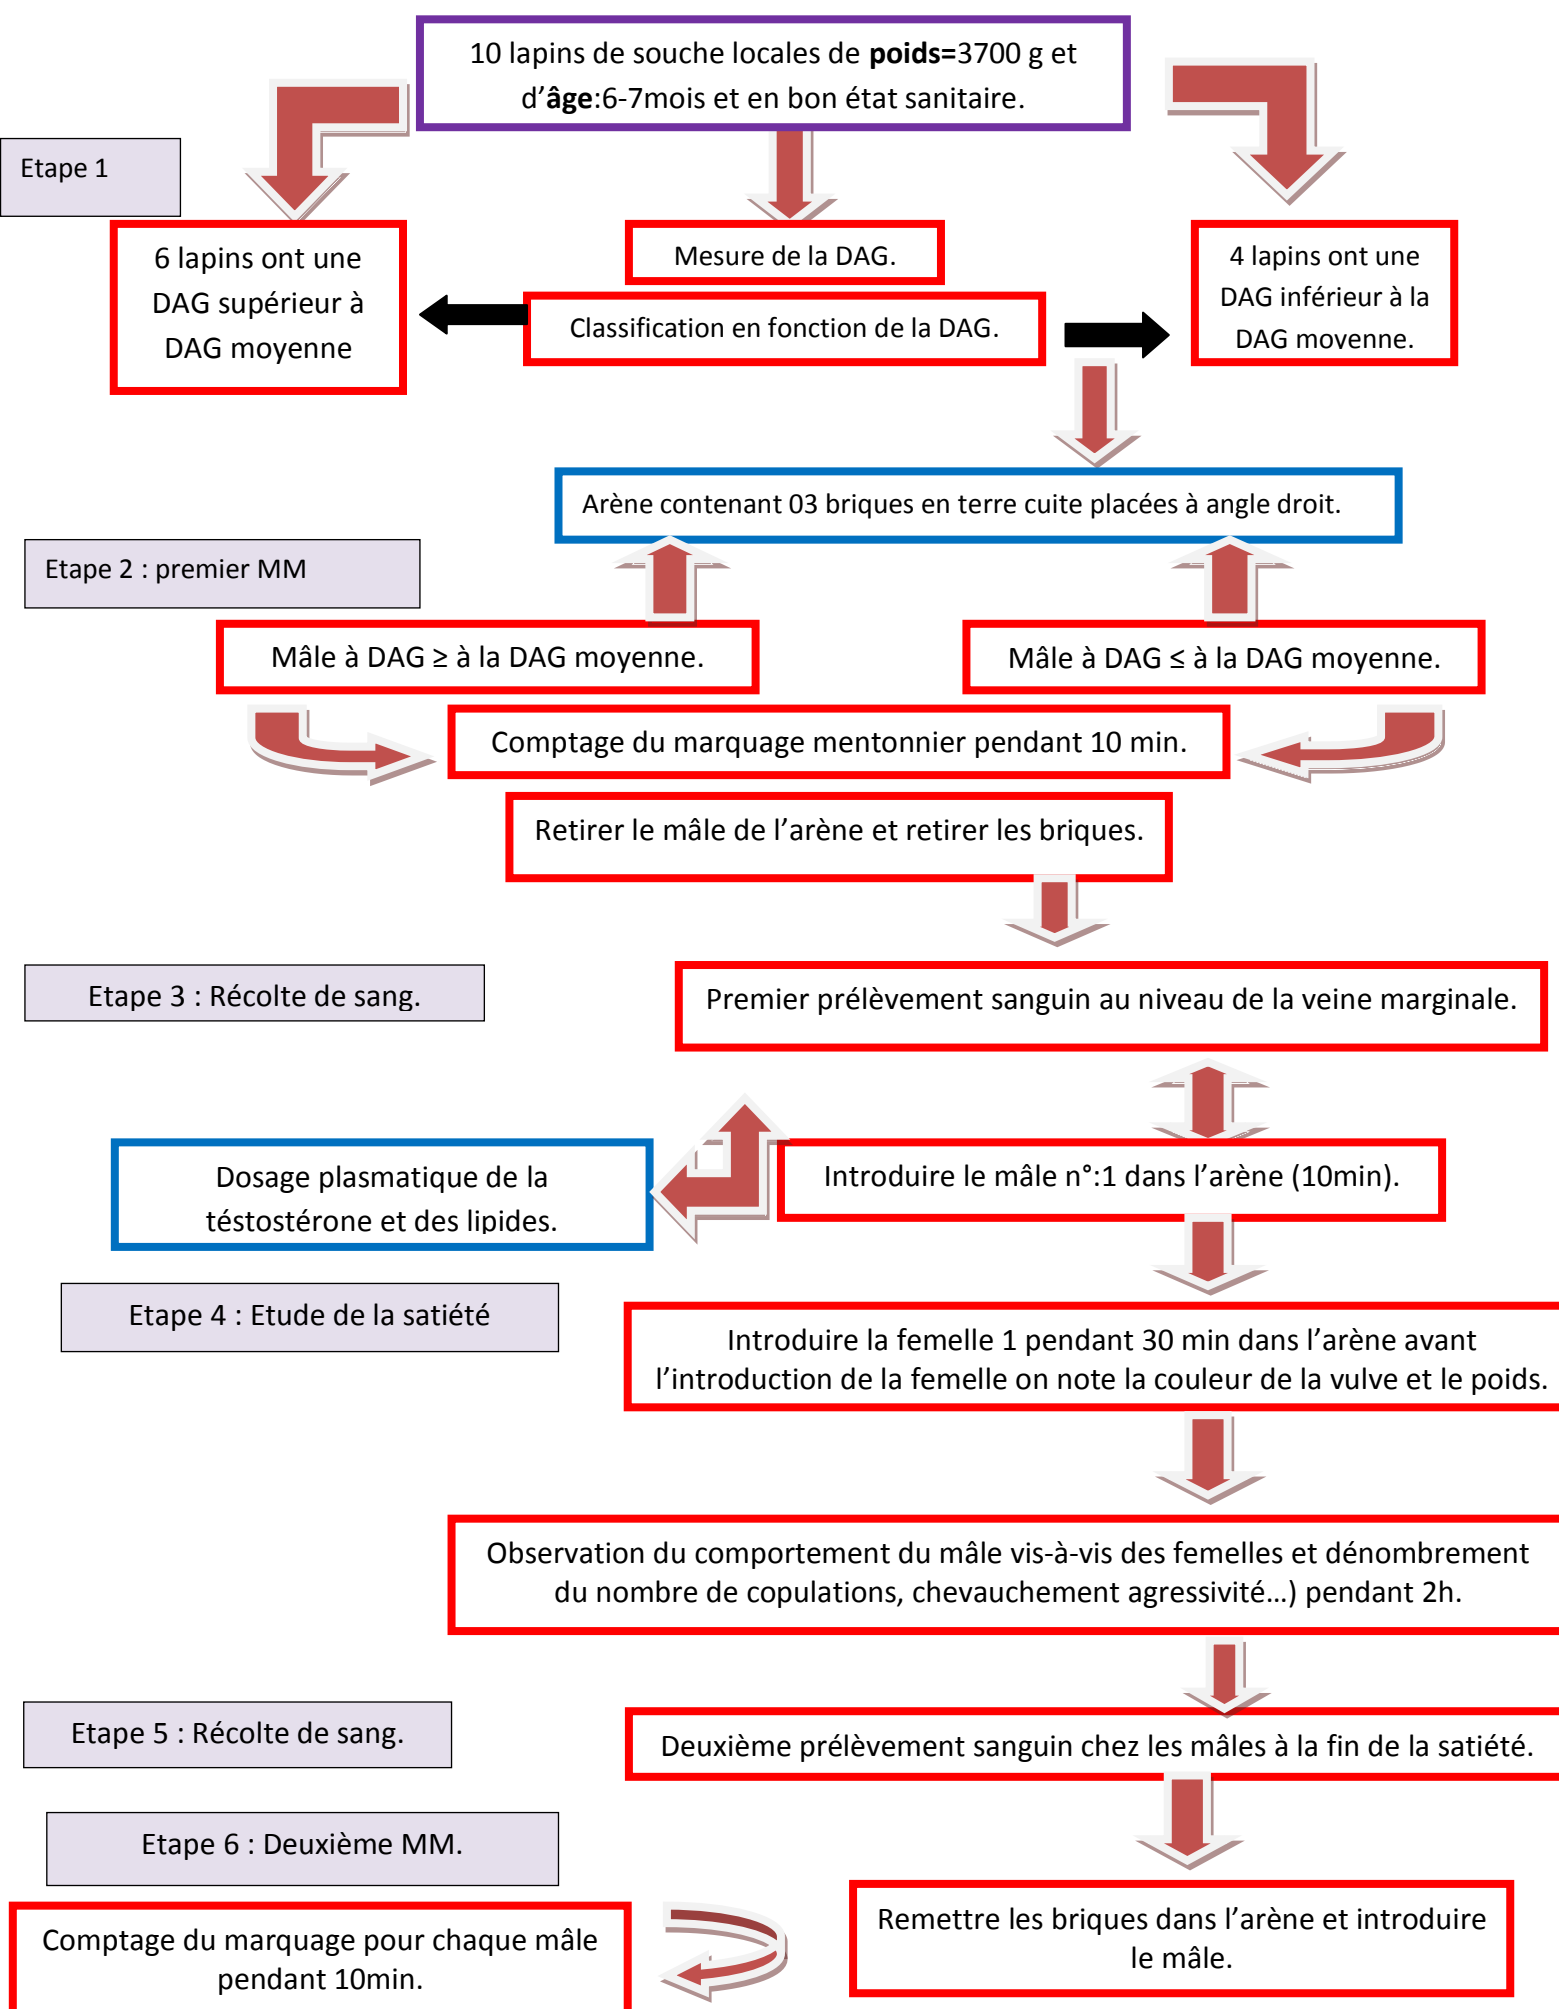 10 lapins de souche locales de poids=3700 g et
d’âge:6-7mois et en bon état sanitaire.
Etape 1
6 lapins ont une
DAG supérieur à
DAG moyenne
Mesure de la DAG.
Classification en fonction de la DAG.
4 lapins ont une
DAG inférieur à la
DAG moyenne.
Arène contenant 03 briques en terre cuite placées à angle droit.
Etape 2 : premier MM
Mâle à DAG ≥ à la DAG moyenne.
Mâle à DAG ≤ à la DAG moyenne.
Comptage du marquage mentonnier pendant 10 min.
Retirer le mâle de l’arène et retirer les briques.
Etape 3 : Récolte de sang.
Premier prélèvement sanguin au niveau de la veine marginale.
Dosage plasmatique de la
téstostérone et des lipides.
Introduire le mâle n°:1 dans l’arène (10min).
Etape 4 : Etude de la satiété
Introduire la femelle 1 pendant 30 min dans l’arène avant
l’introduction de la femelle on note la couleur de la vulve et le poids.
Observation du comportement du mâle vis-à-vis des femelles et dénombrement
du nombre de copulations, chevauchement agressivité…) pendant 2h.
Etape 5 : Récolte de sang.
Deuxième prélèvement sanguin chez les mâles à la fin de la satiété.
Etape 6 : Deuxième MM.
Comptage du marquage pour chaque mâle
pendant 10min.
Remettre les briques dans l’arène et introduire
le mâle.